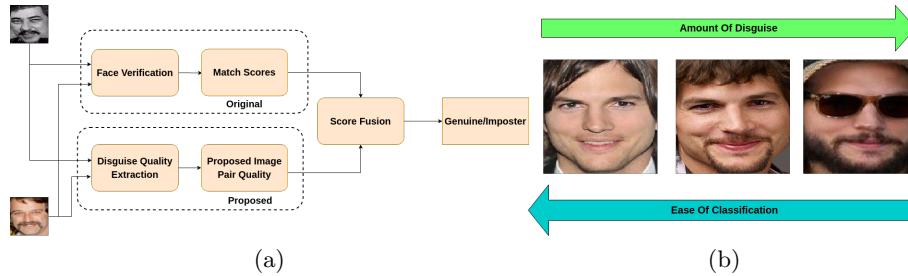 Face Verification
Match Scores
Original
Disguise Quality
Extraction
Proposed Image
Pair Quality
Proposed
Score Fusion
Genuine/Imposter
(a)
Amount Of Disguise
Ease Of Classification
(b)